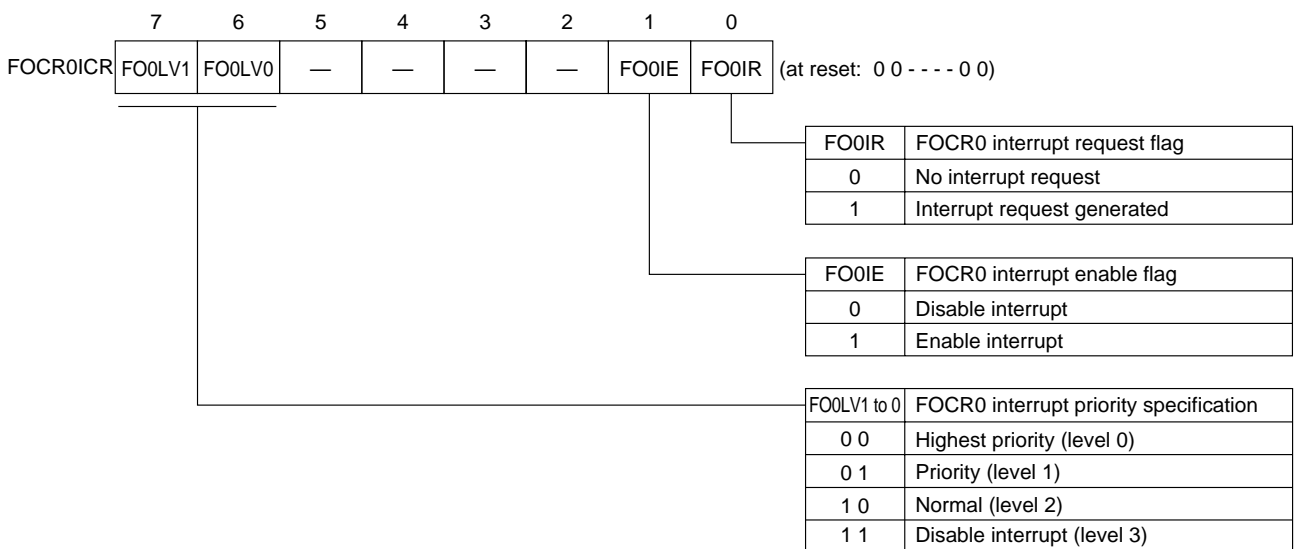 7 6 5 4 3 2 1 0
FOCR0ICR FO0LV1 FO0LV0 — — — — FO0IE FO0IR (at reset: 0 0 - - - - 0 0)
FO0IR FOCR0 interrupt request flag
0 No interrupt request
1 Interrupt request generated
FO0IE FOCR0 interrupt enable flag
0 Disable interrupt
1 Enable interrupt
FO0LV1 to 0 FOCR0 interrupt priority specification
0 0 Highest priority (level 0)
0 1 Priority (level 1)
1 0 Normal (level 2)
1 1 Disable interrupt (level 3)